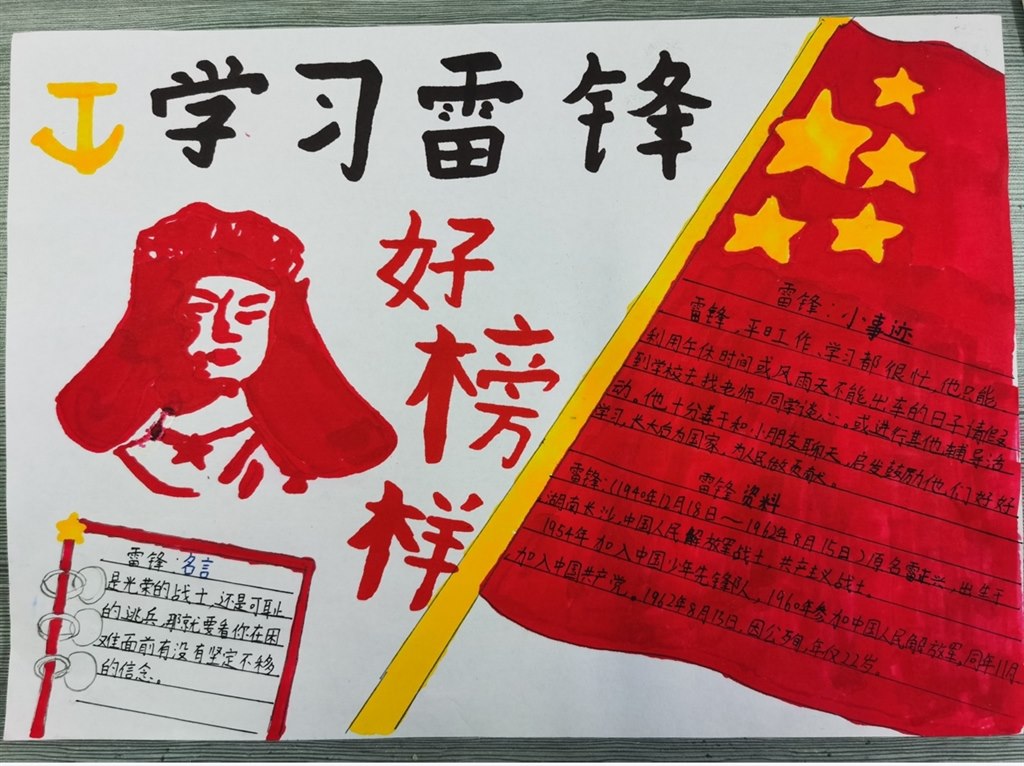 学习雷锋
好
榜
样
雷锋:小事迹
雷锋,平日工作、学习都很忙,他只能
利用午休时间或风雨天不能出车的日子请假
到学校去找老师、同学谈心。或进行其他辅导活
动。他十分善于和小朋友聊天,启发鼓励他们好好
学习,长大后为国家,为人民做贡献。
雷锋资料
雷锋:(1940年12月18日～1962年8月15日)原名雷正兴,出生于
湖南长沙,中国人民解放军战士,共产主义战士。
1954年加入中国少年先锋队,1960年参加中国人民解放军,同年11月
加入中国共产党。1962年8月15日,因公殉,年仅22岁。
雷锋:名言
是光荣的战士,还是可耻
的逃兵,那就要看你在困
难面前有没有坚定不移
的信念。